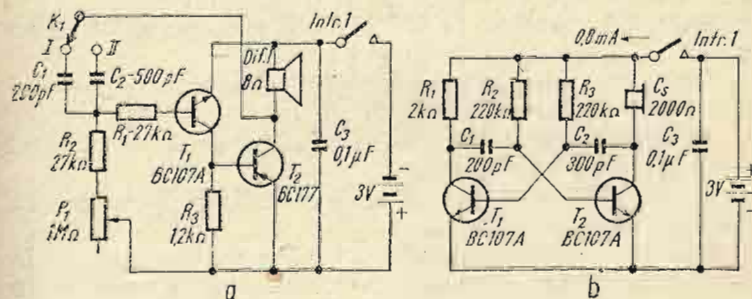 K1
I
II
C1
200pF
C2-500pF
R1-27kΩ
R2
27kΩ
P1
1MΩ
T1
BC107A
R3
1,2kΩ
T2
BC177
Dif.
8Ω
C3
0,1μF
Intr.1
3V
-
+
a
0,8mA
Intr.1
R1
2kΩ
R2
220kΩ
R3
220kΩ
Cs
2000Ω
C1
200pF
C2
300pF
C3
0,1μF
T1
BC107A
T2
BC107A
3V
-
+
b